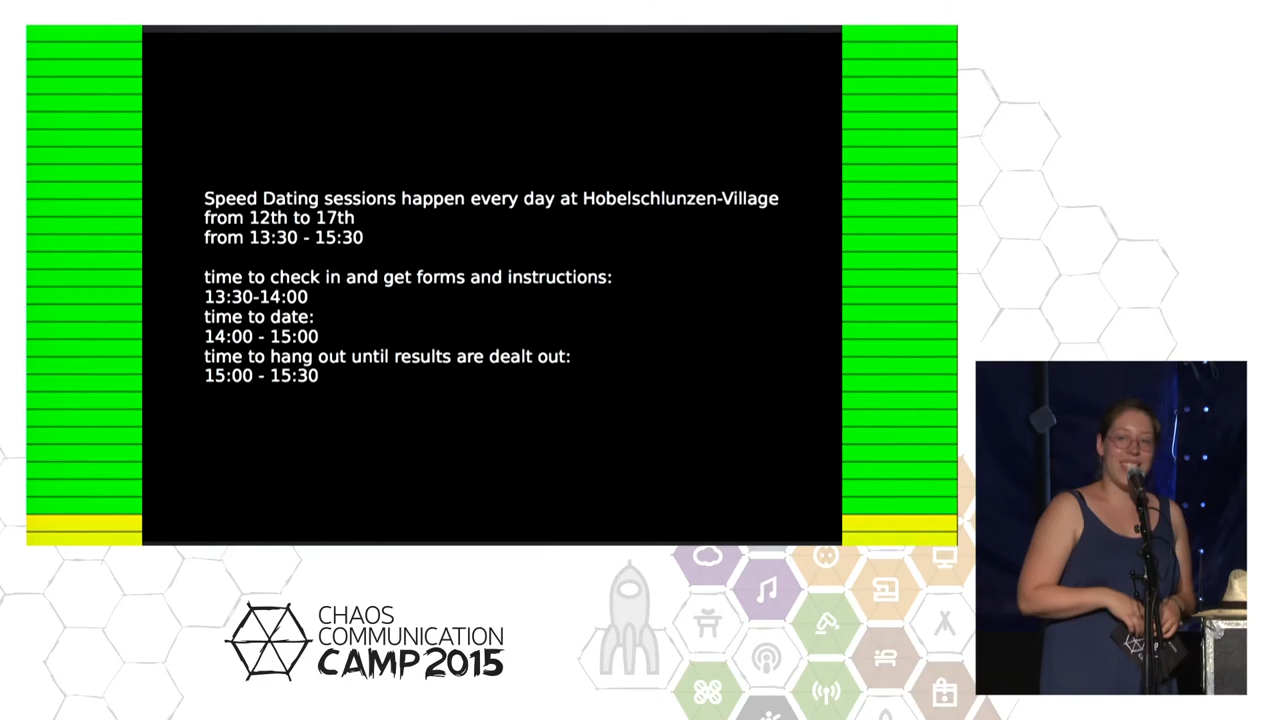 Speed Dating sessions happen every day at Hobelschlunzen-Village
from 12th to 17th
from 13:30 - 15:30
time to check in and get forms and instructions:
13:30-14:00
time to date:
14:00 - 15:00
time to hang out until results are dealt out:
15:00 - 15:30
CHAOS
COMMUNICATION
CAMP 2015